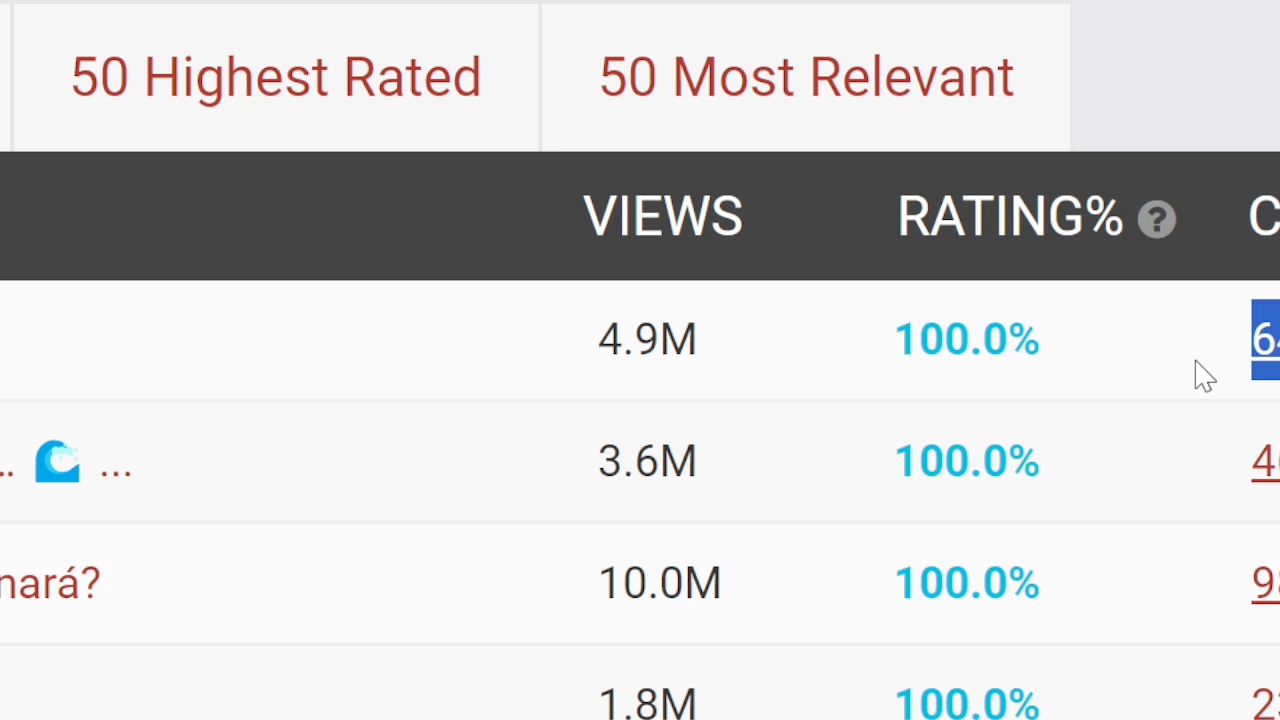 50 Highest Rated 50 Most Relevant
VIEWS RATING% ?
4.9M 100.0%
... 🌊 ... 3.6M 100.0%
nará? 10.0M 100.0%
1.8M 100.0%